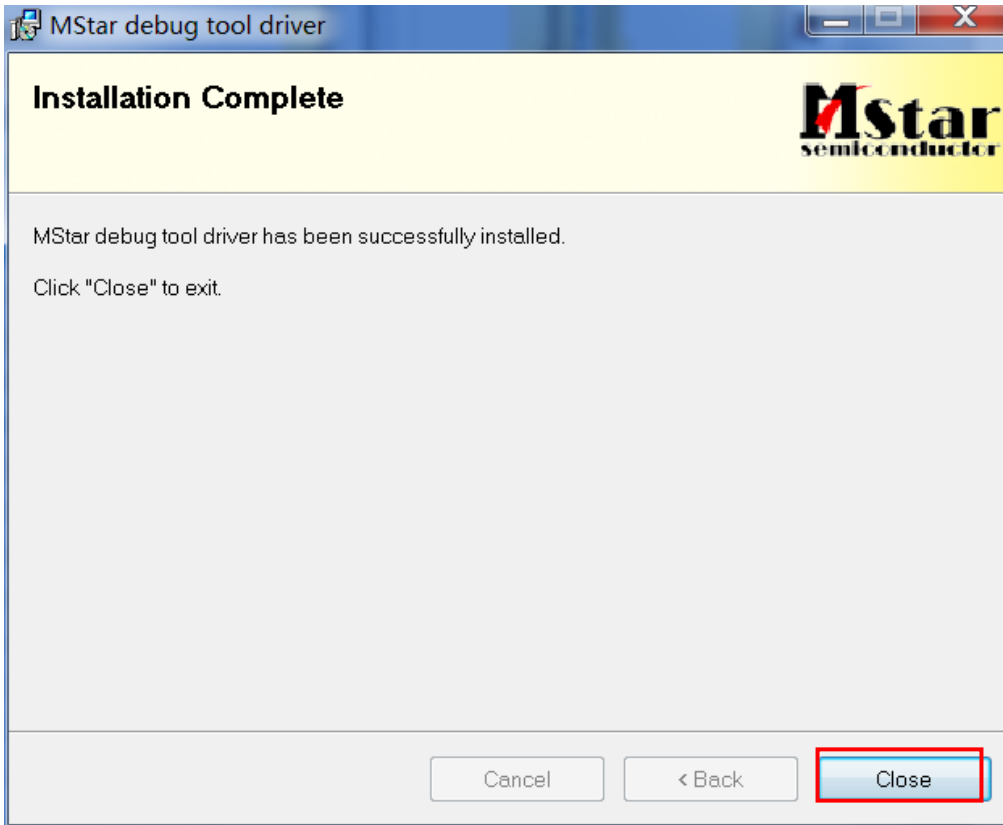 MStar debug tool driver
Installation Complete
MStar
semiconductor
MStar debug tool driver has been successfully installed.
Click "Close" to exit.
Cancel
< Back
Close